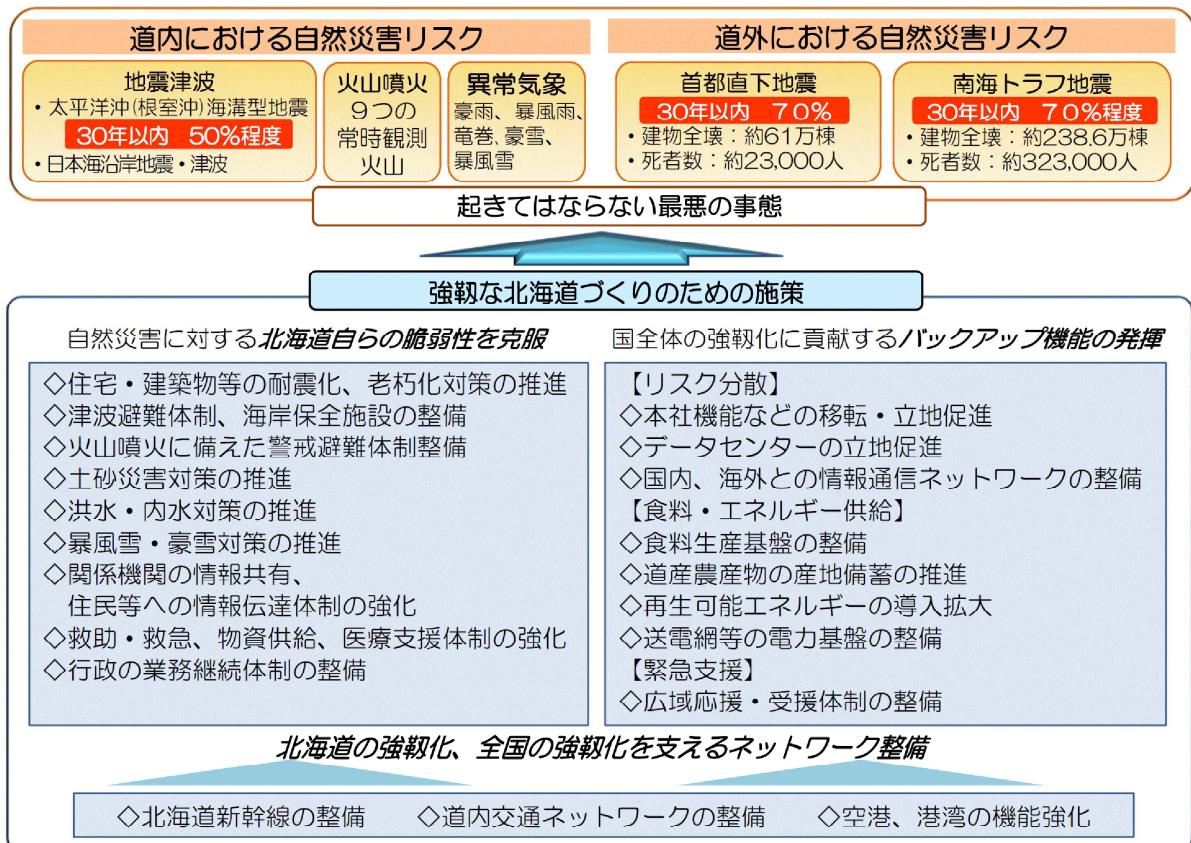 道内における自然災害リスク
地震津波
・太平洋沖(根室沖)海溝型地震
30年以内 50%程度
・日本海沿岸地震・津波
火山噴火
9つの
常時観測
火山
異常気象
豪雨、暴風雨、
竜巻、豪雪、
暴風雪
道外における自然災害リスク
首都直下地震
30年以内 70%
・建物全壊：約61万棟
・死者数：約23,000人
南海トラフ地震
30年以内 70%程度
・建物全壊：約238.6万棟
・死者数：約323,000人
起きてはならない最悪の事態
強靱な北海道づくりのための施策
自然災害に対する北海道自らの脆弱性を克服
◇住宅・建築物等の耐震化、老朽化対策の推進
◇津波避難体制、海岸保全施設の整備
◇火山噴火に備えた警戒避難体制整備
◇土砂災害対策の推進
◇洪水・内水対策の推進
◇暴風雪・豪雪対策の推進
◇関係機関の情報共有、
住民等への情報伝達体制の強化
◇救助・救急、物資供給、医療支援体制の強化
◇行政の業務継続体制の整備
国全体の強靱化に貢献するバックアップ機能の発揮
【リスク分散】
◇本社機能などの移転・立地促進
◇データセンターの立地促進
◇国内、海外との情報通信ネットワークの整備
【食料・エネルギー供給】
◇食料生産基盤の整備
◇道産農産物の産地備蓄の推進
◇再生可能エネルギーの導入拡大
◇送電網等の電力基盤の整備
【緊急支援】
◇広域応援・受援体制の整備
北海道の強靱化、全国の強靱化を支えるネットワーク整備
◇北海道新幹線の整備 ◇道内交通ネットワークの整備 ◇空港、港湾の機能強化